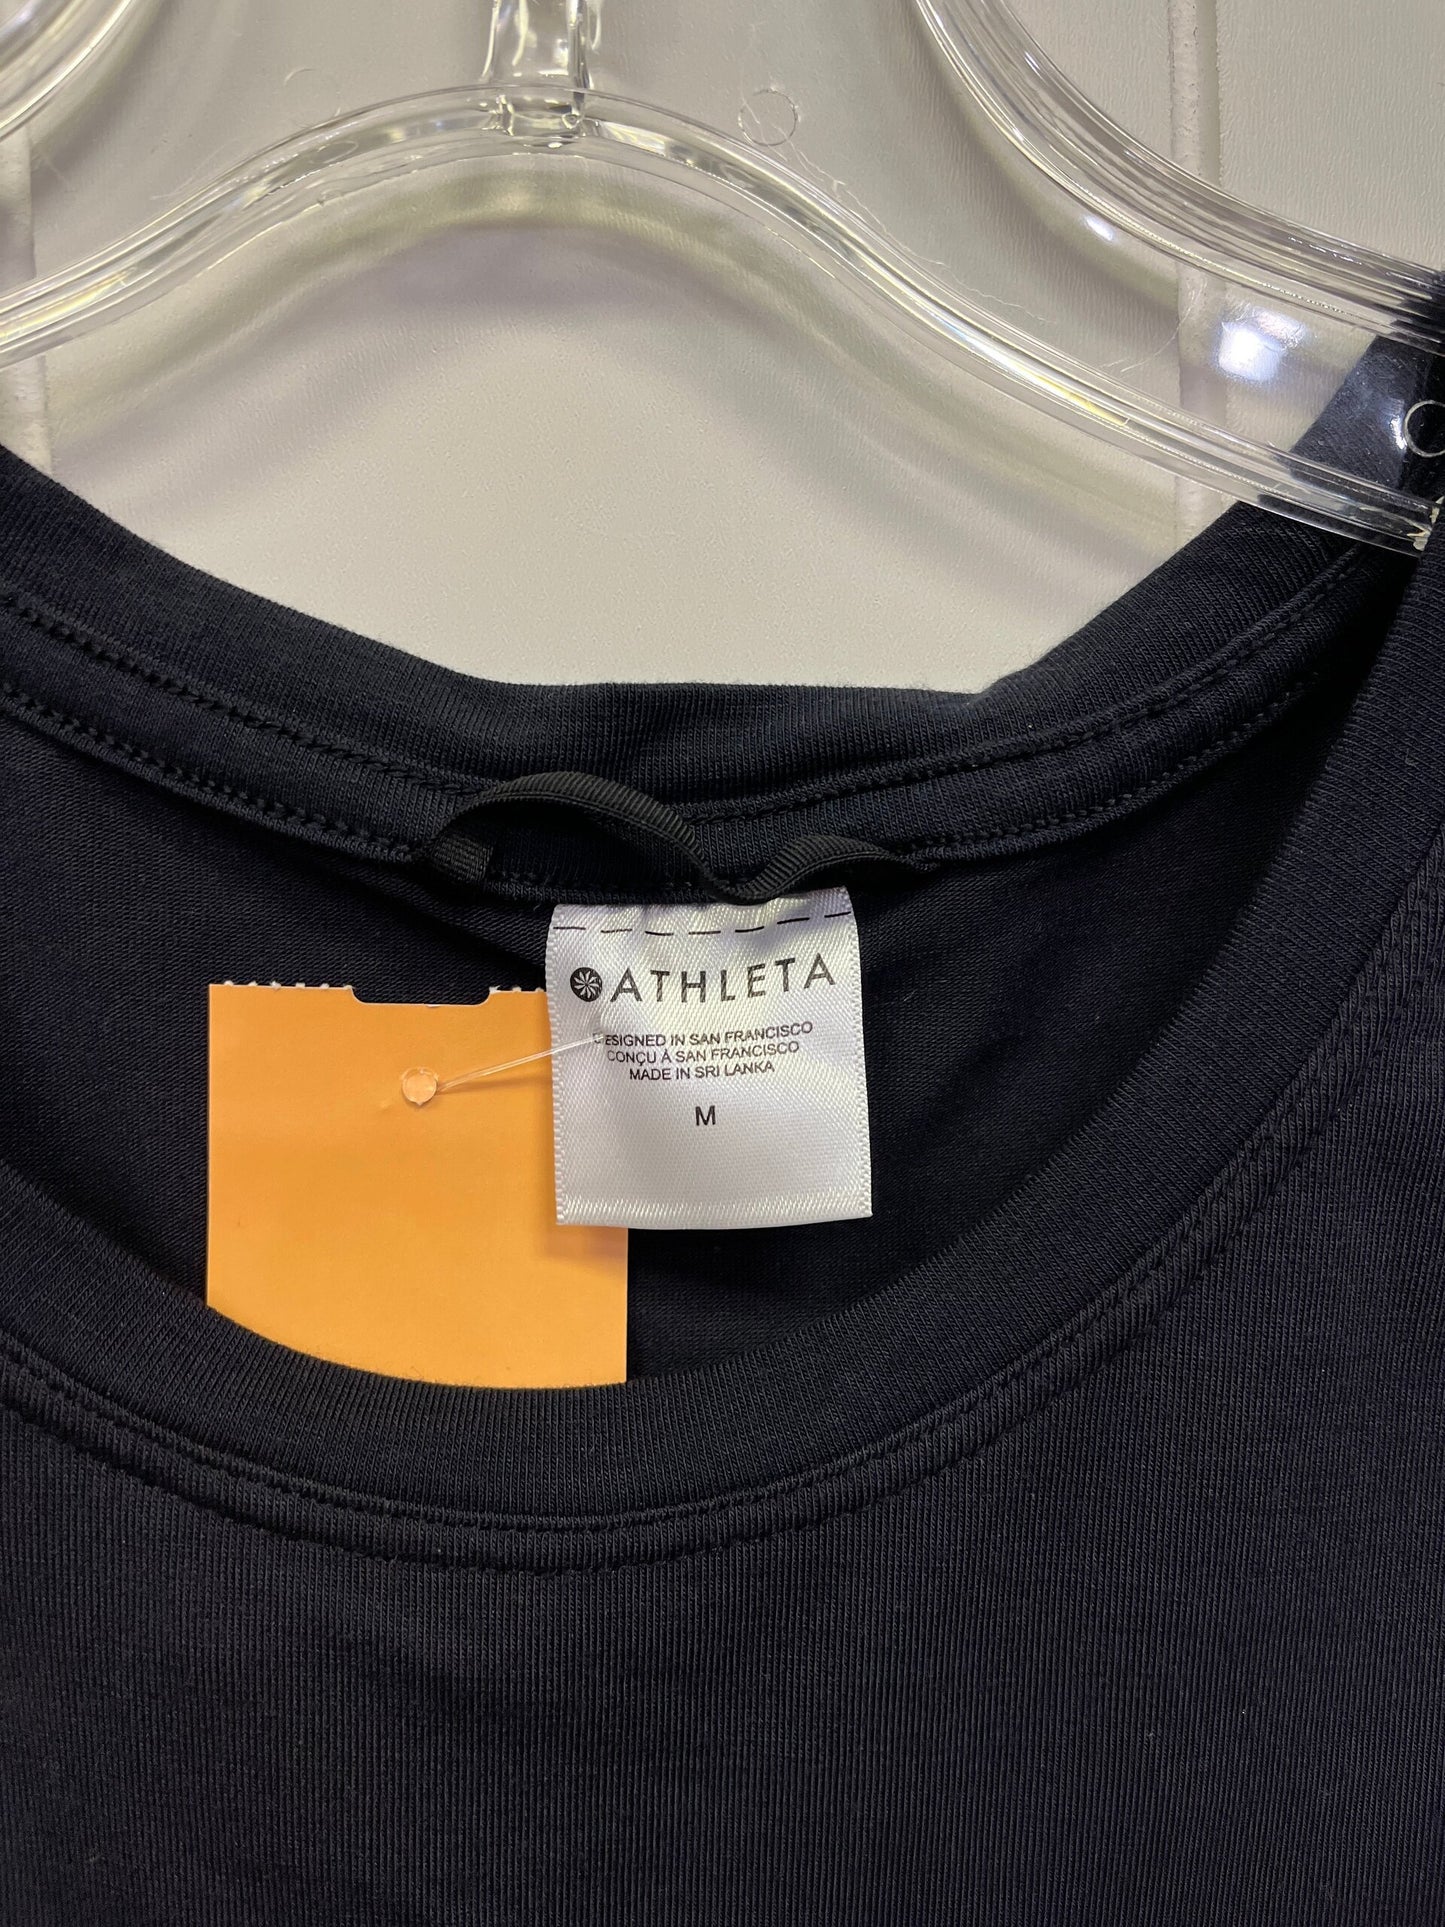 ATHLETA
DESIGNED IN SAN FRANCISCO
CONÇU À SAN FRANCISCO
MADE IN SRI LANKA
M